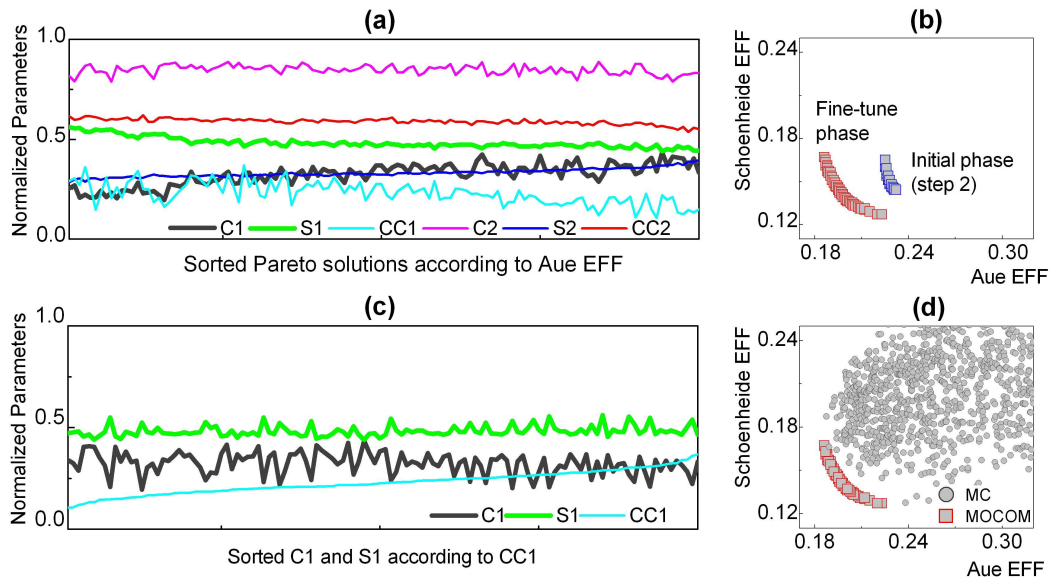 (a)
1.0
0.5
0.0
Normalized Parameters
C1 S1 CC1 C2 S2 CC2
Sorted Pareto solutions according to Aue EFF
(b)
0.24
0.18
0.12
Schoenheide EFF
Fine-tune
phase
Initial phase
(step 2)
0.18 0.24 0.30
Aue EFF
(c)
1.0
0.5
0.0
Normalized Parameters
C1 S1 CC1
Sorted C1 and S1 according to CC1
(d)
0.24
0.18
0.12
Schoenheide EFF
MC
MOCOM
0.18 0.24 0.30
Aue EFF